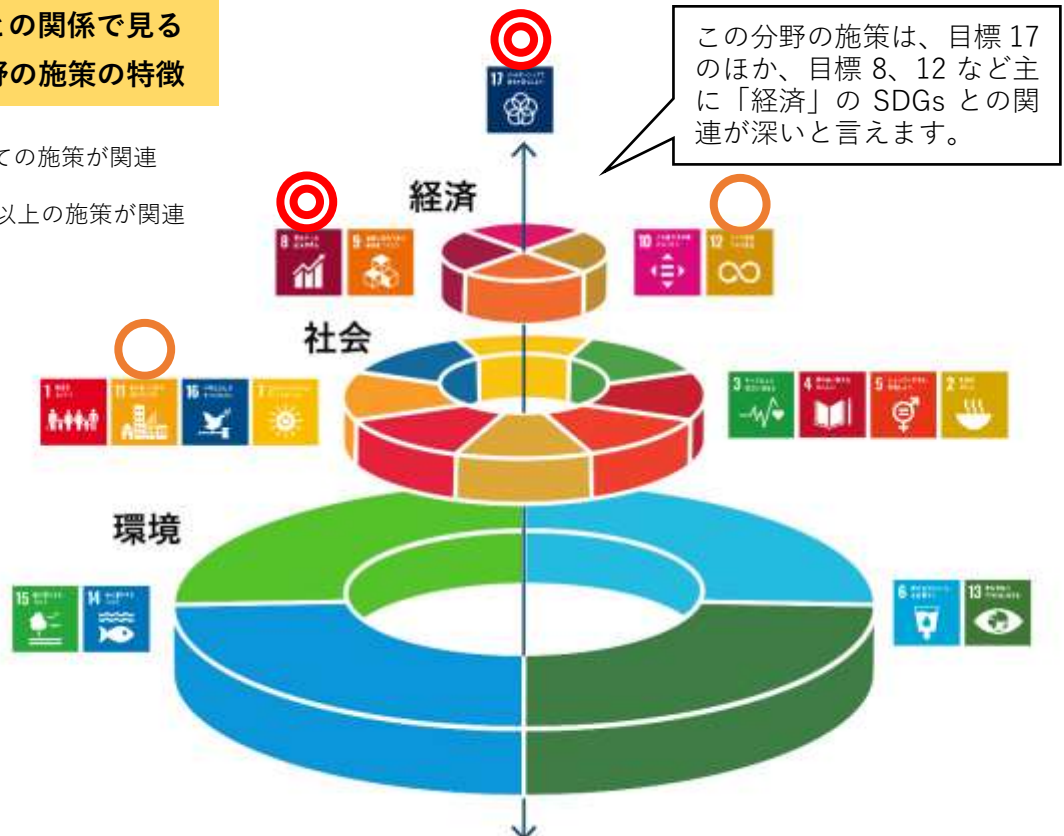 との関係で見る
野の施策の特徴
ての施策が関連
以上の施策が関連
この分野の施策は、目標 17
のほか、目標 8、12 など主
に「経済」の SDGs との関
連が深いと言えます。
17
経済
8
9
10
12
社会
1
11
16
7
3
4
5
2
環境
15
14
6
13